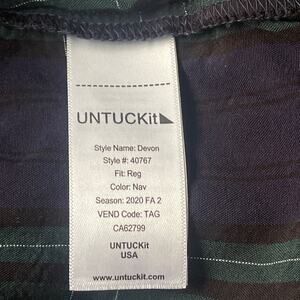 UNTUCKit
Style Name: Devon
Style #: 40767
Fit: Reg
Color: Nav
Season: 2020 FA 2
VEND Code: TAG
CA62799
UNTUCKit
USA
www.untuckit.com